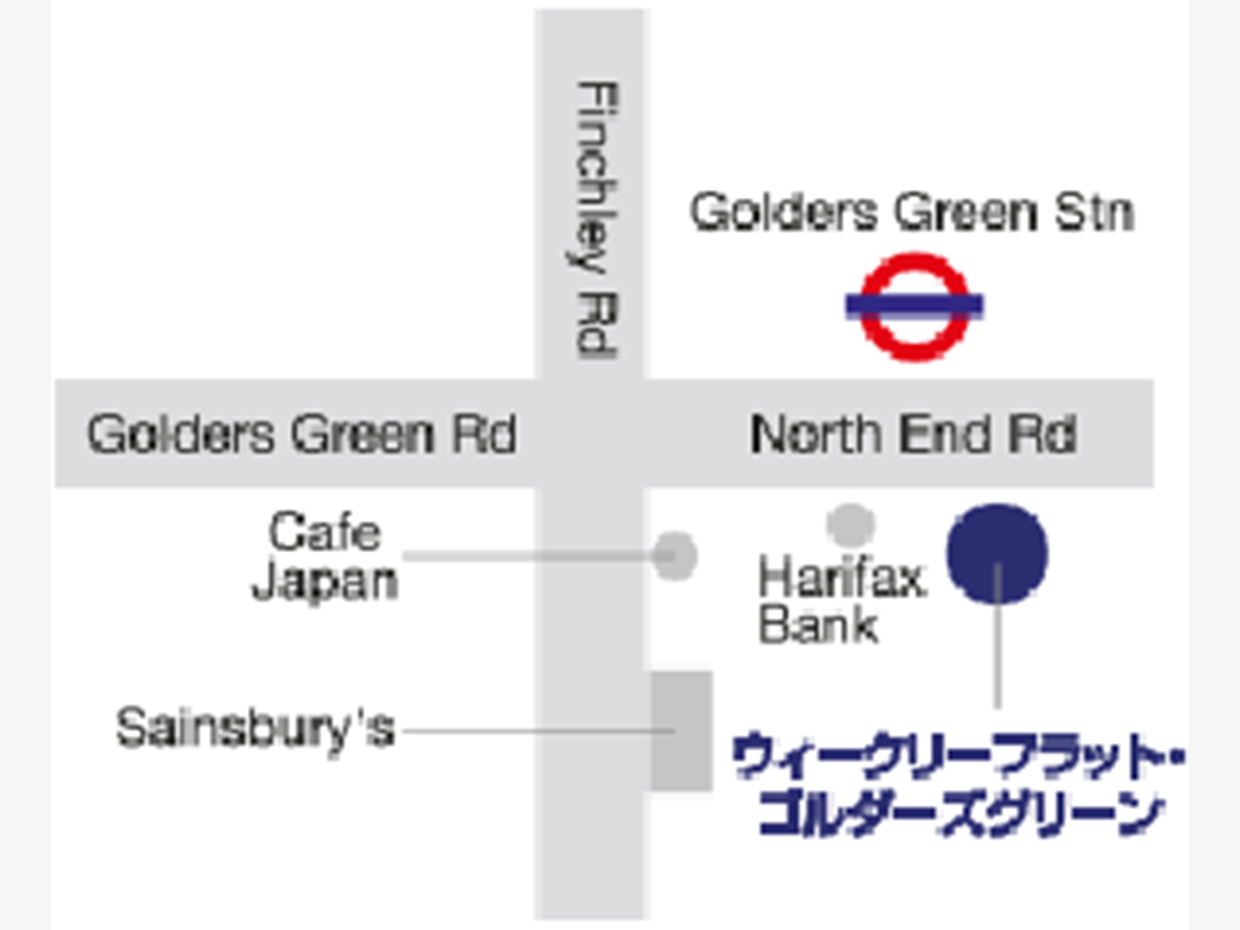 Finchley Rd
Golders Green Stn
Golders Green Rd
North End Rd
Cafe
Japan
Harifax
Bank
Sainsbury's
ウィークリーフラット・
ゴルダーズグリーン